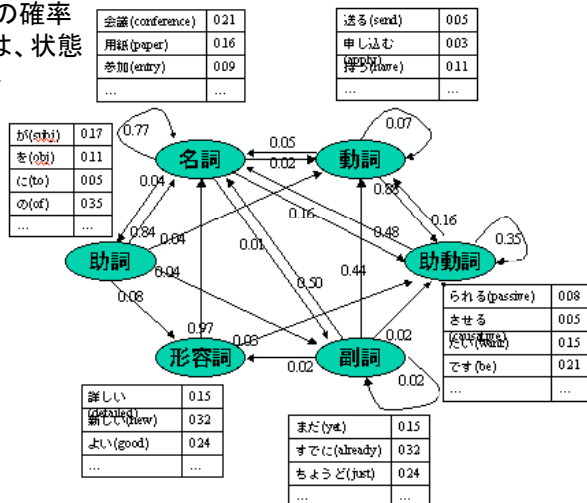 の確率
は、状態
会議(conference) 021
用紙(paper) 016
参加(entry) 009
... ...
送る(send) 005
申し込む 003
(apply)
持つ(have) 011
... ...
が(subj) 017
を(obj) 011
に(to) 005
の(of) 035
... ...
0.77
名詞
0.05
0.02
動詞
0.07
0.04
0.84
0.04
0.16
0.88
0.16
0.48
0.01
0.35
助詞
0.04
0.50
0.44
助動詞
0.08
0.97
0.03
形容詞
0.02
副詞
0.02
0.02
られる(passive) 008
させる 005
(causative)
たい(want) 015
です(be) 021
... ...
詳しい 015
(detailed)
新しい(new) 032
よい(good) 024
... ...
まだ(yet) 015
すでに(already) 032
ちょうど(just) 024
... ...